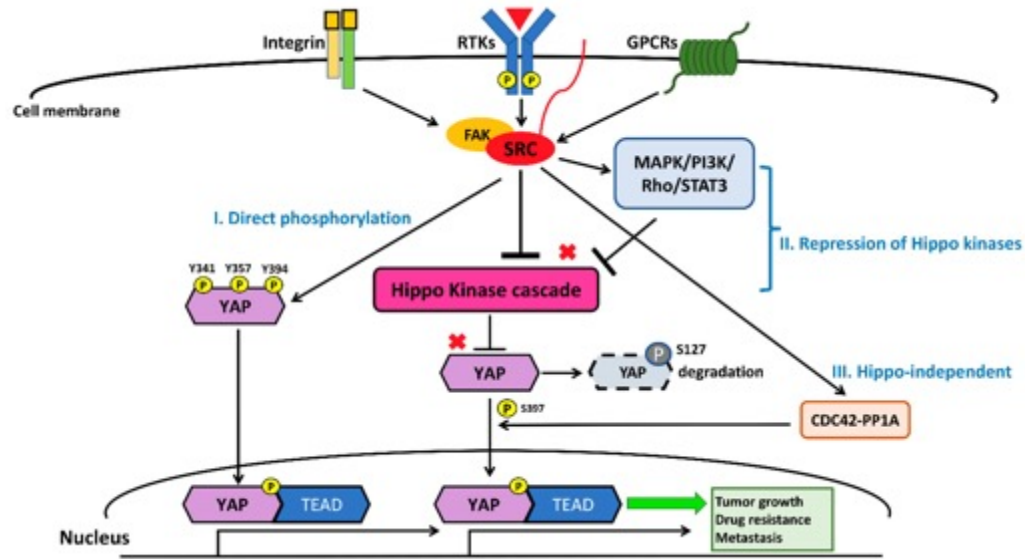 Integrin
RTKs
GPCRs
P
P
Cell membrane
FAK
SRC
MAPK/PI3K/
Rho/STAT3
I. Direct phosphorylation
II. Repression of Hippo kinases
Y341
Y357
Y394
P
P
P
YAP
Hippo Kinase cascade
YAP
YAP
P
S127
degradation
III. Hippo-independent
P
S397
CDC42-PP1A
YAP
P
TEAD
YAP
P
TEAD
Tumor growth
Drug resistance
Metastasis
Nucleus